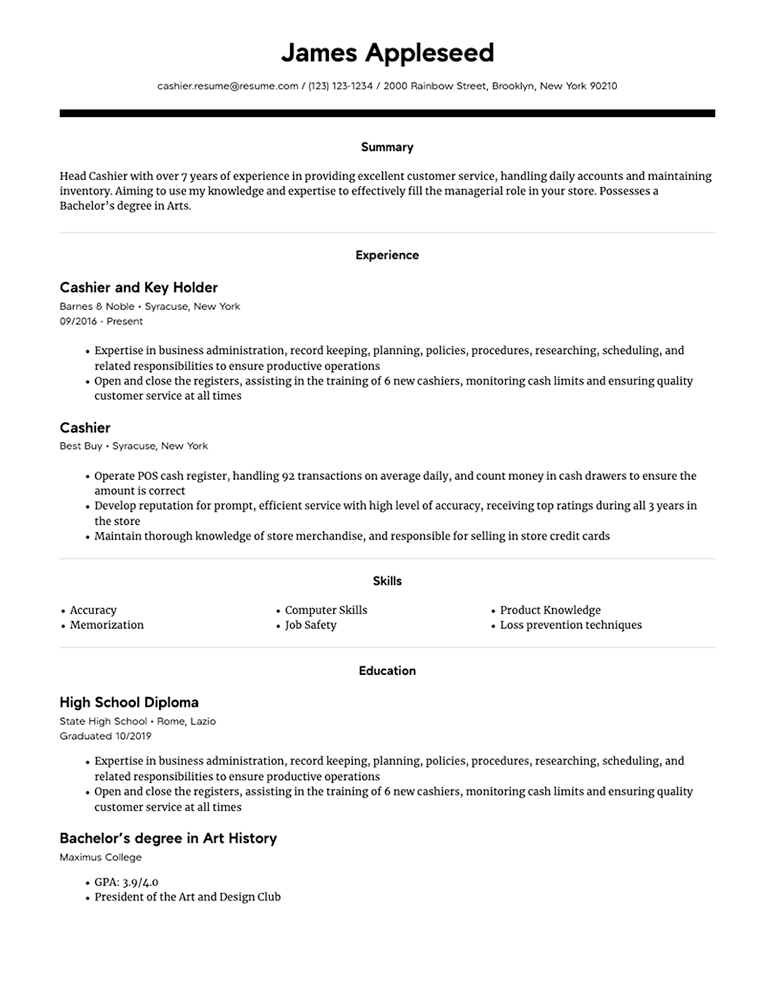 James Appleseed
cashier.resume@resume.com / (123) 123-1234 / 2000 Rainbow Street, Brooklyn, New York 90210
Summary
Head Cashier with over 7 years of experience in providing excellent customer service, handling daily accounts and maintaining
inventory. Aiming to use my knowledge and expertise to effectively fill the managerial role in your store. Possesses a
Bachelor's degree in Arts.
Experience
Cashier and Key Holder
Barnes & Noble • Syracuse, New York
09/2016 - Present
• Expertise in business administration, record keeping, planning, policies, procedures, researching, scheduling, and
related responsibilities to ensure productive operations
• Open and close the registers, assisting in the training of 6 new cashiers, monitoring cash limits and ensuring quality
customer service at all times
Cashier
Best Buy • Syracuse, New York
• Operate POS cash register, handling 92 transactions on average daily, and count money in cash drawers to ensure the
amount is correct
• Develop reputation for prompt, efficient service with high level of accuracy, receiving top ratings during all 3 years in
the store
• Maintain thorough knowledge of store merchandise, and responsible for selling in store credit cards
Skills
• Accuracy • Computer Skills • Product Knowledge
• Memorization • Job Safety • Loss prevention techniques
Education
High School Diploma
State High School • Rome, Lazio
Graduated 10/2019
• Expertise in business administration, record keeping, planning, policies, procedures, researching, scheduling, and
related responsibilities to ensure productive operations
• Open and close the registers, assisting in the training of 6 new cashiers, monitoring cash limits and ensuring quality
customer service at all times
Bachelor's degree in Art History
Maximus College
• GPA: 3.9/4.0
• President of the Art and Design Club